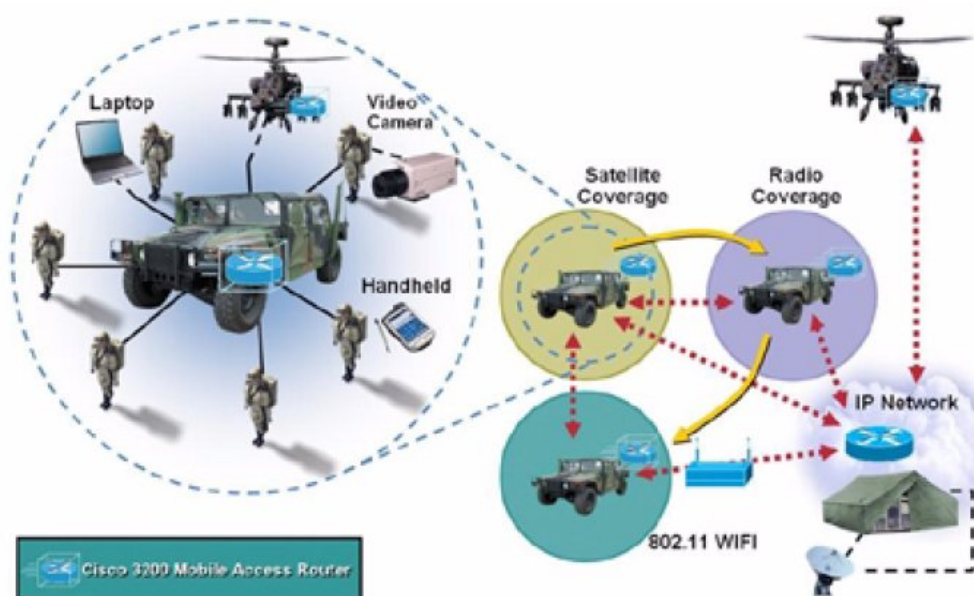 Laptop
Video
Camera
Handheld
Satellite
Coverage
Radio
Coverage
IP Network
802.11 WIFI
Cisco 3200 Mobile Access Router